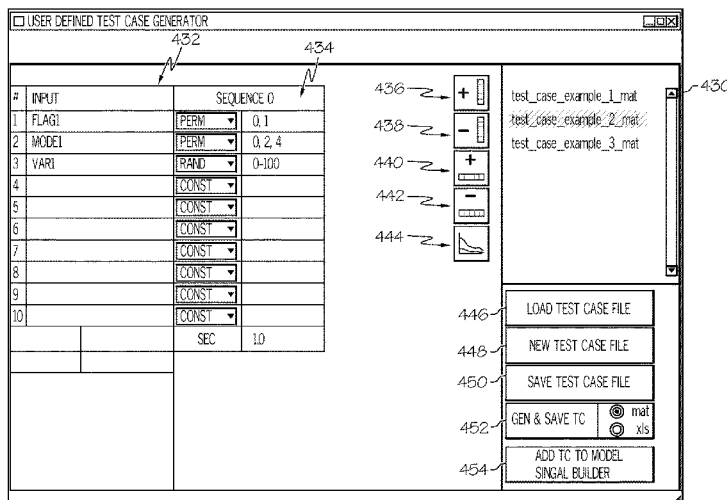 USER DEFINED TEST CASE GENERATOR
432
434
# INPUT SEQUENCE 0
1 FLAG1 PERM 0, 1
2 MODE1 PERM 0, 2, 4
3 VAR1 RAND 0-100
4 CONST
5 CONST
6 CONST
7 CONST
8 CONST
9 CONST
10 CONST
SEC 1.0
436 +
438 -
440 +
442 -
444
430
test_case_example_1_mat
test_case_example_2_mat
test_case_example_3_mat
446 LOAD TEST CASE FILE
448 NEW TEST CASE FILE
450 SAVE TEST CASE FILE
452 GEN & SAVE TC mat
xls
454 ADD TC TO MODEL
SINGAL BUILDER